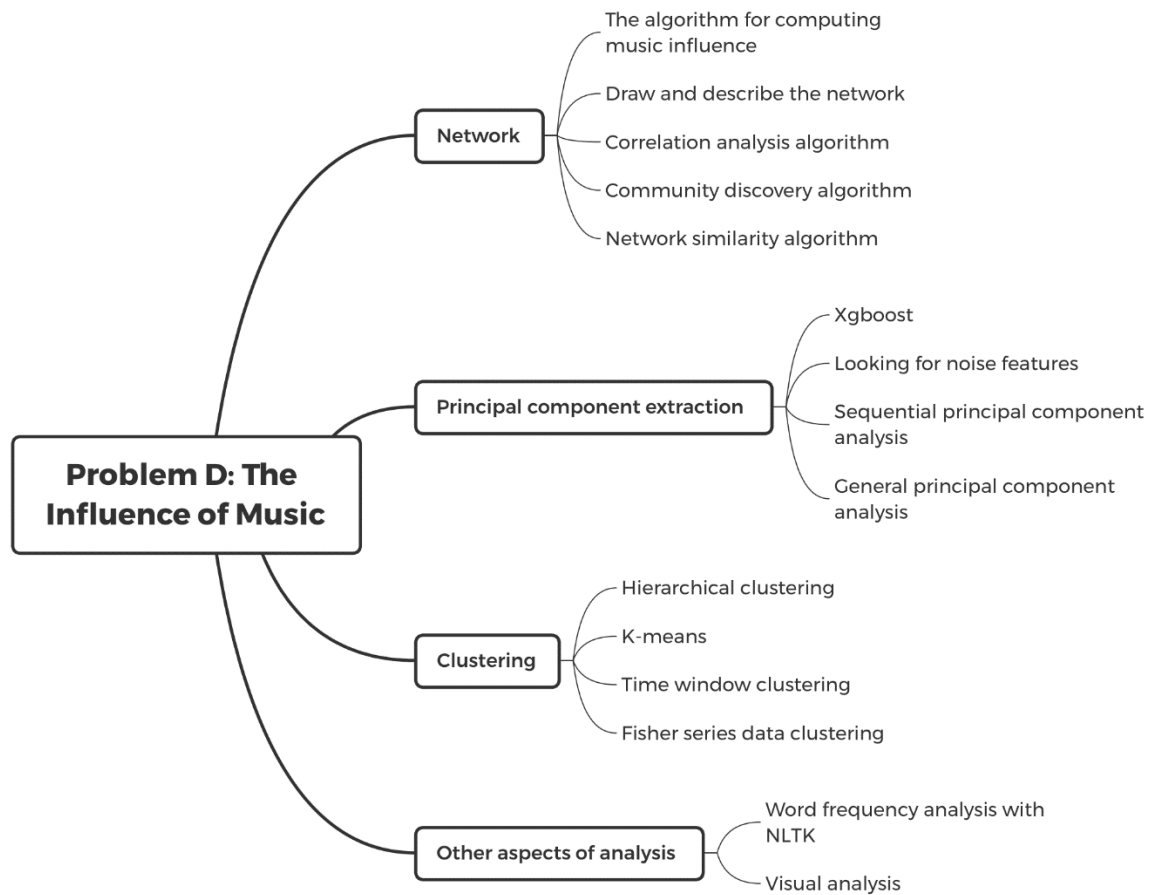 Problem D: The
Influence of Music
Network
The algorithm for computing
music influence
Draw and describe the network
Correlation analysis algorithm
Community discovery algorithm
Network similarity algorithm
Principal component extraction
Xgboost
Looking for noise features
Sequential principal component
analysis
General principal component
analysis
Clustering
Hierarchical clustering
K-means
Time window clustering
Fisher series data clustering
Other aspects of analysis
Word frequency analysis with
NLTK
Visual analysis